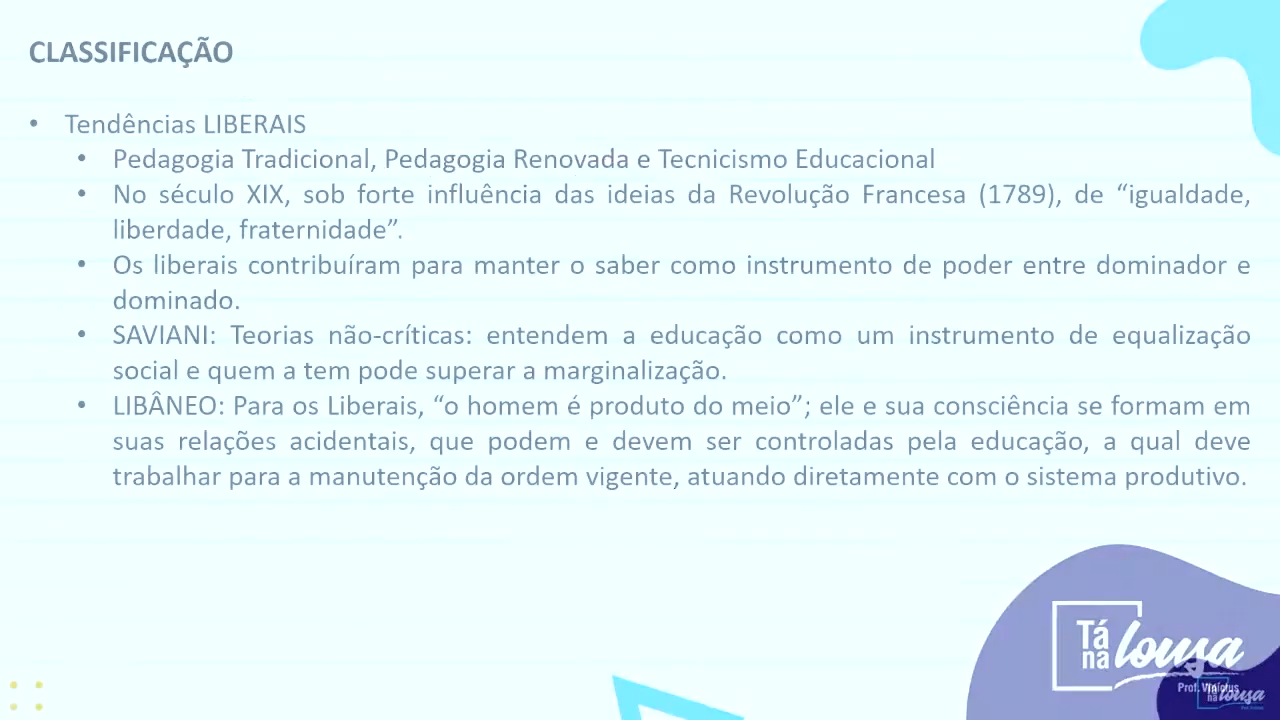 CLASSIFICAÇÃO
• Tendências LIBERAIS
• Pedagogia Tradicional, Pedagogia Renovada e Tecnicismo Educacional
• No século XIX, sob forte influência das ideias da Revolução Francesa (1789), de “igualdade,
liberdade, fraternidade”.
• Os liberais contribuíram para manter o saber como instrumento de poder entre dominador e
dominado.
• SAVIANI: Teorias não-críticas: entendem a educação como um instrumento de equalização
social e quem a tem pode superar a marginalização.
• LIBÂNEO: Para os Liberais, “o homem é produto do meio”; ele e sua consciência se formam em
suas relações acidentais, que podem e devem ser controladas pela educação, a qual deve
trabalhar para a manutenção da ordem vigente, atuando diretamente com o sistema produtivo.
Tá
na lousa
Prof. Vinícius
Tá
na lousa